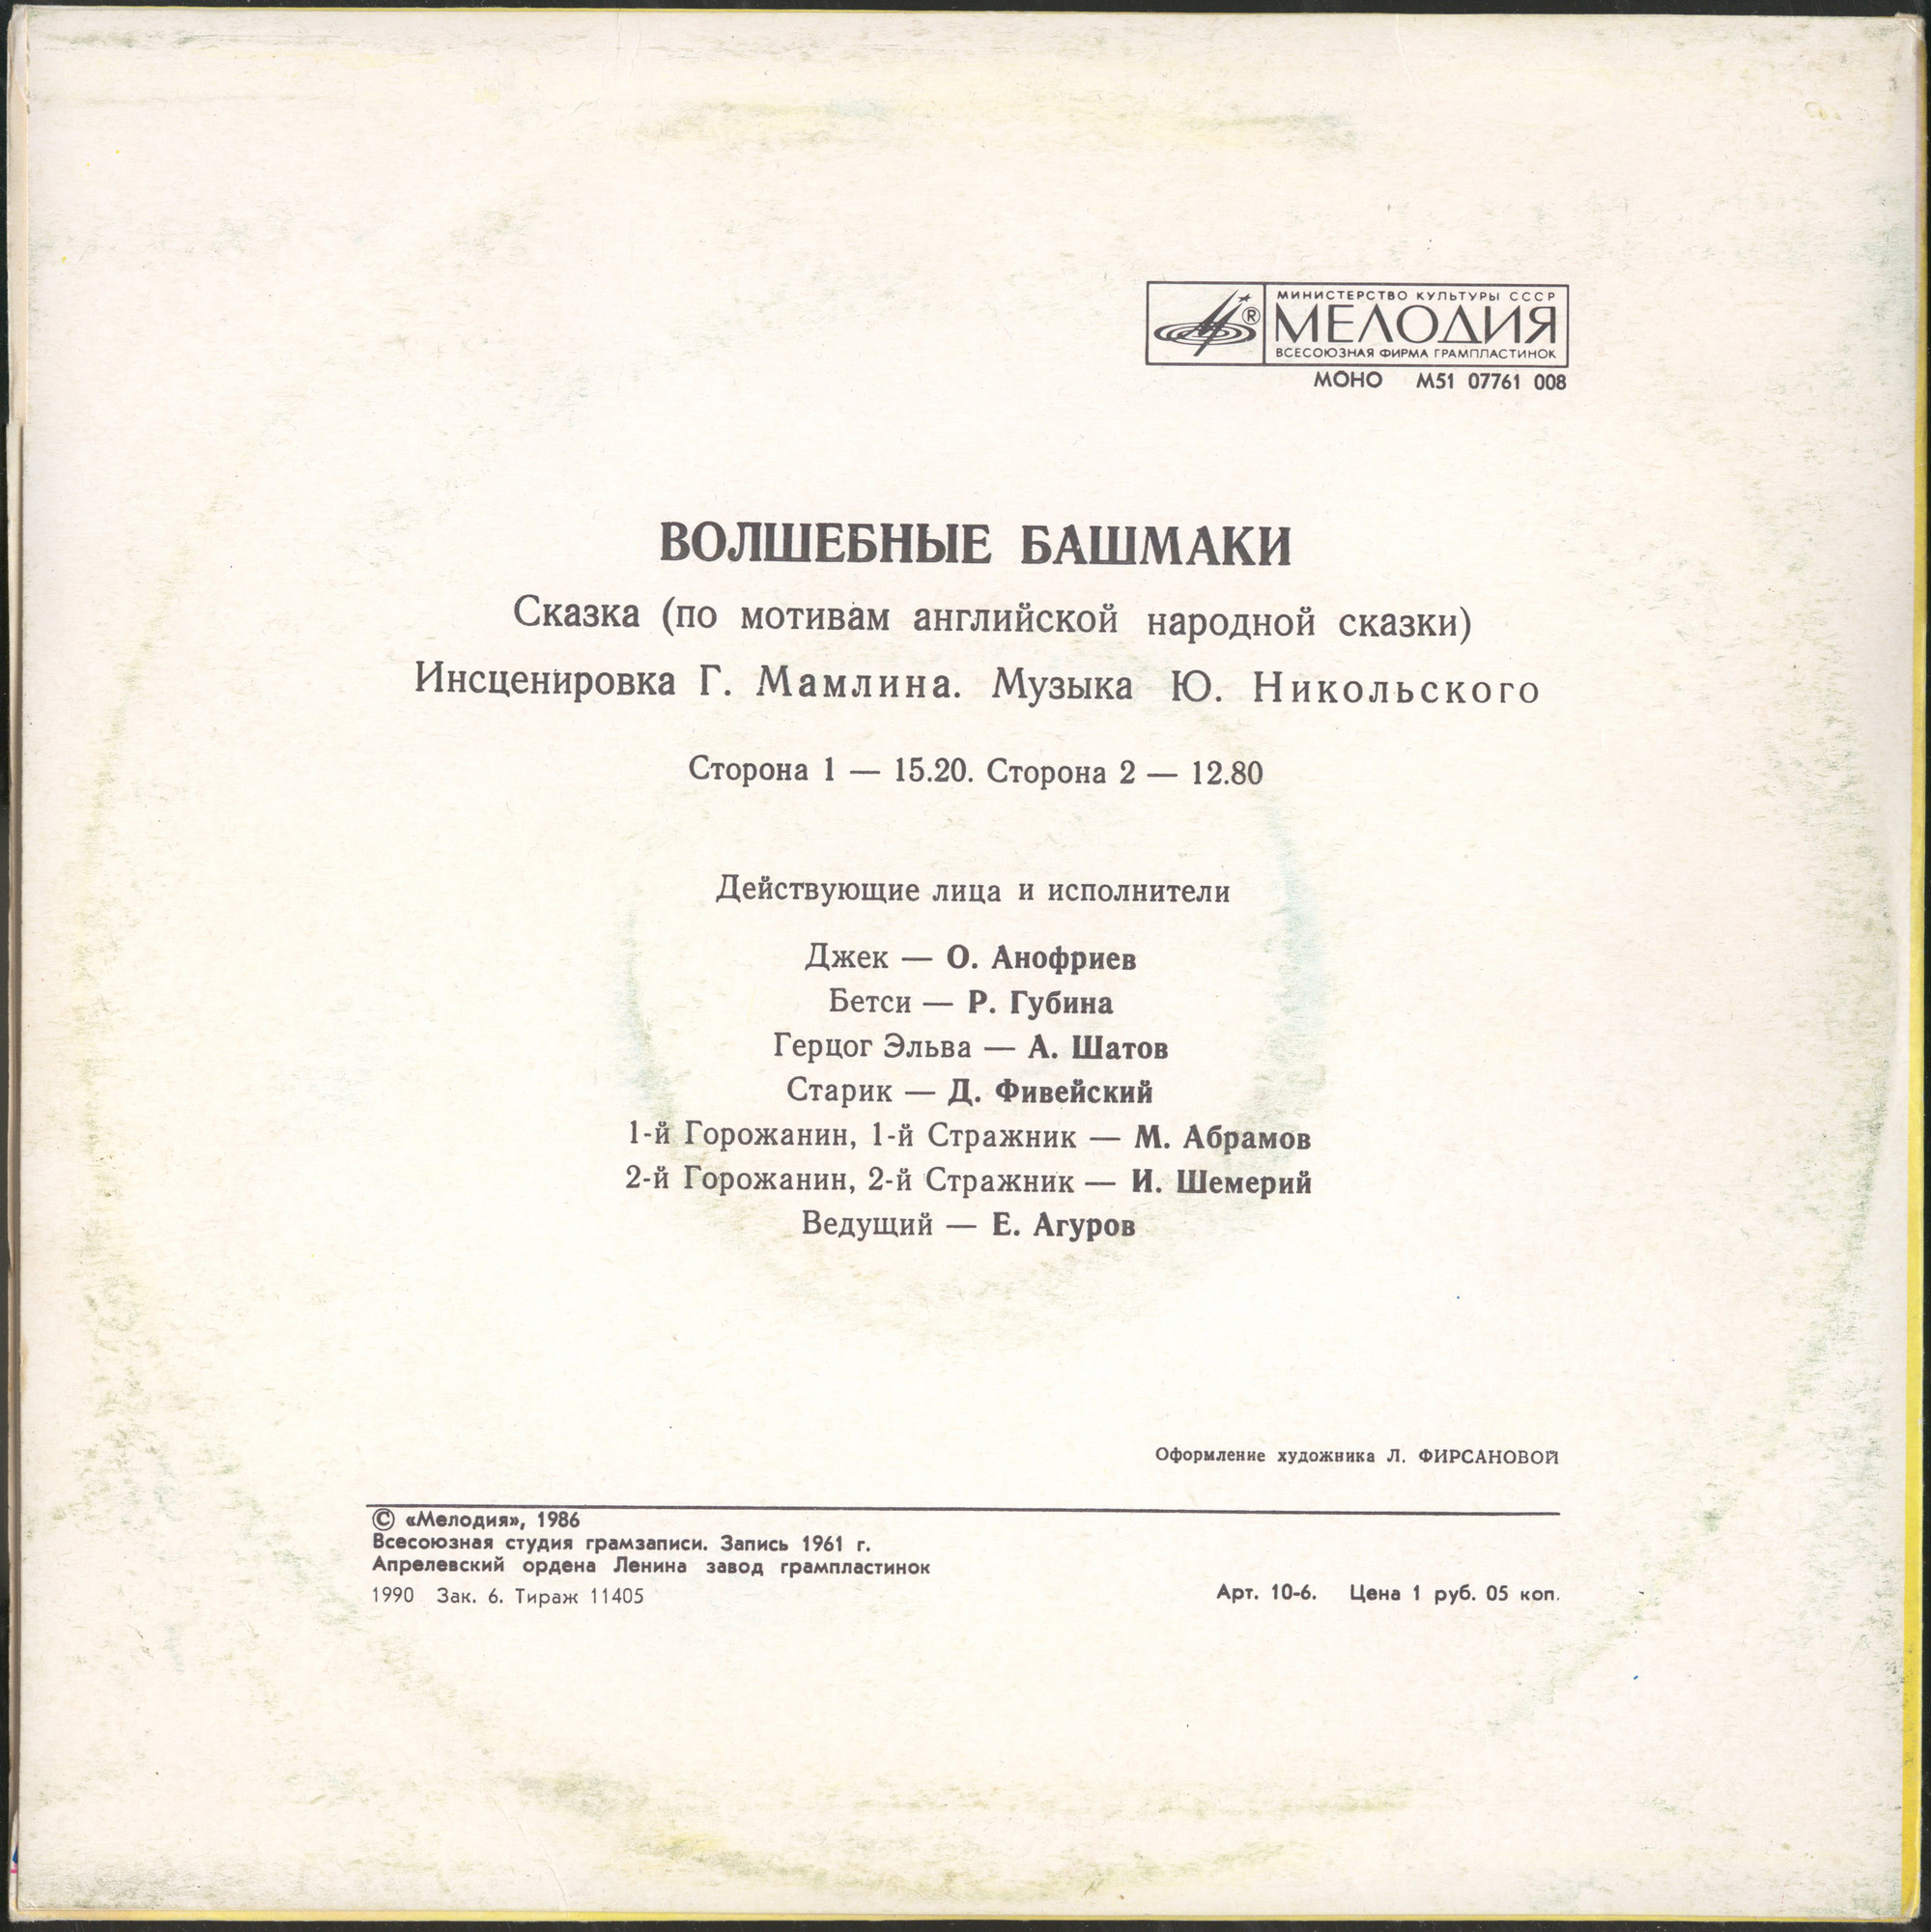 МИНИСТЕРСТВО КУЛЬТУРЫ СССР
МЕЛОДИЯ
ВСЕСОЮЗНАЯ ФИРМА ГРАМПЛАСТИНОК
®
МОНО М51 07761 008
ВОЛШЕБНЫЕ БАШМАКИ
Сказка (по мотивам английской народной сказки)
Инсценировка Г. Мамлина. Музыка Ю. Никольского
Сторона 1 — 15.20. Сторона 2 — 12.80
Действующие лица и исполнители
Джек — О. Анофриев
Бетси — Р. Губина
Герцог Эльва — А. Шатов
Старик — Д. Фивейский
1-й Горожанин, 1-й Стражник — М. Абрамов
2-й Горожанин, 2-й Стражник — И. Шемерий
Ведущий — Е. Агуров
Оформление художника Л. ФИРСАНОВОЙ
© «Мелодия», 1986
Всесоюзная студия грамзаписи. Запись 1961 г.
Апрелевский ордена Ленина завод грампластинок
1990 Зак. 6. Тираж 11405 Арт. 10-6. Цена 1 руб. 05 коп.